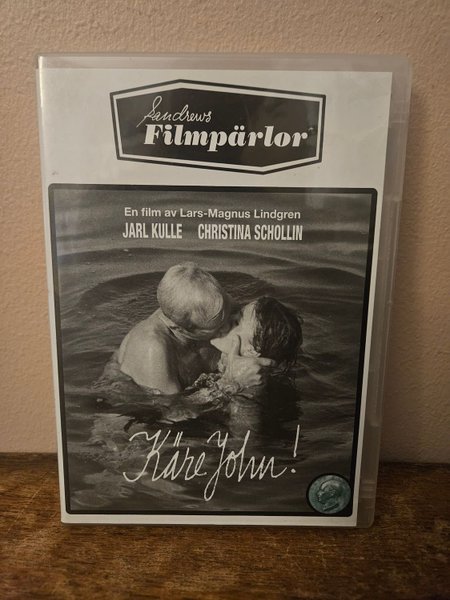 Sandrews
Filmpärlor
En film av Lars-Magnus Lindgren
JARL KULLE CHRISTINA SCHOLLIN
Käre John!